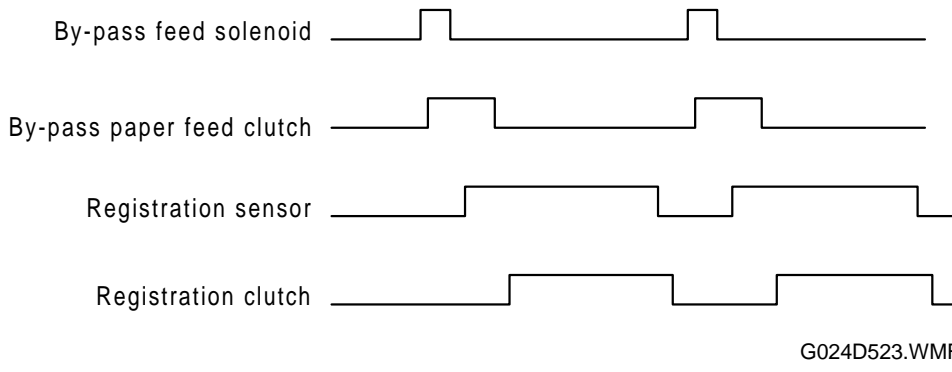 By-pass feed solenoid
By-pass paper feed clutch
Registration sensor
Registration clutch
G024D523.WMF